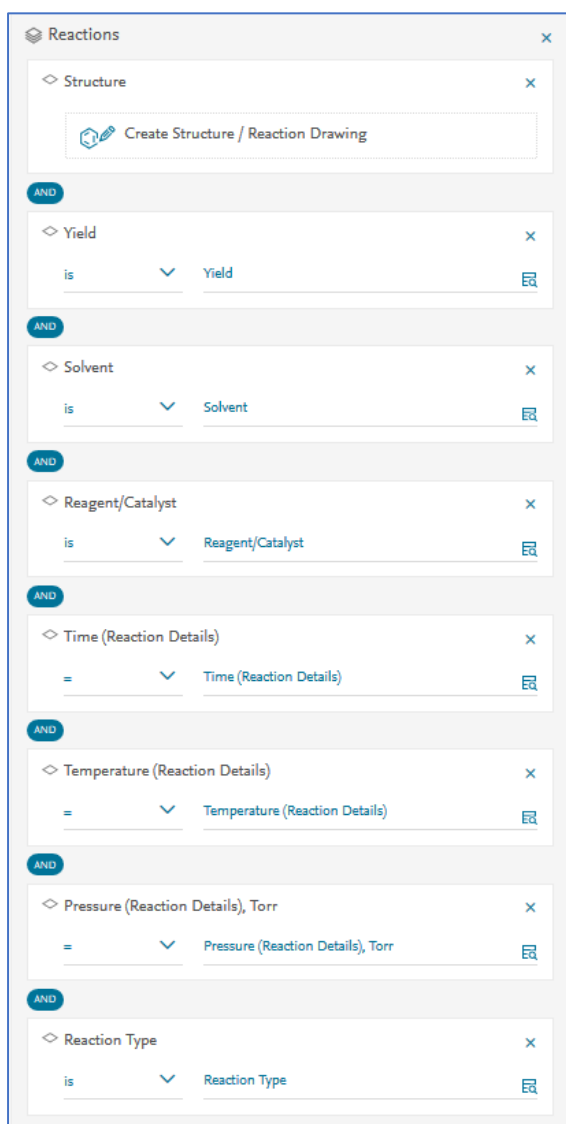 Reactions
Structure
Create Structure / Reaction Drawing
AND
Yield
is Yield
AND
Solvent
is Solvent
AND
Reagent/Catalyst
is Reagent/Catalyst
AND
Time (Reaction Details)
= Time (Reaction Details)
AND
Temperature (Reaction Details)
= Temperature (Reaction Details)
AND
Pressure (Reaction Details), Torr
= Pressure (Reaction Details), Torr
AND
Reaction Type
is Reaction Type